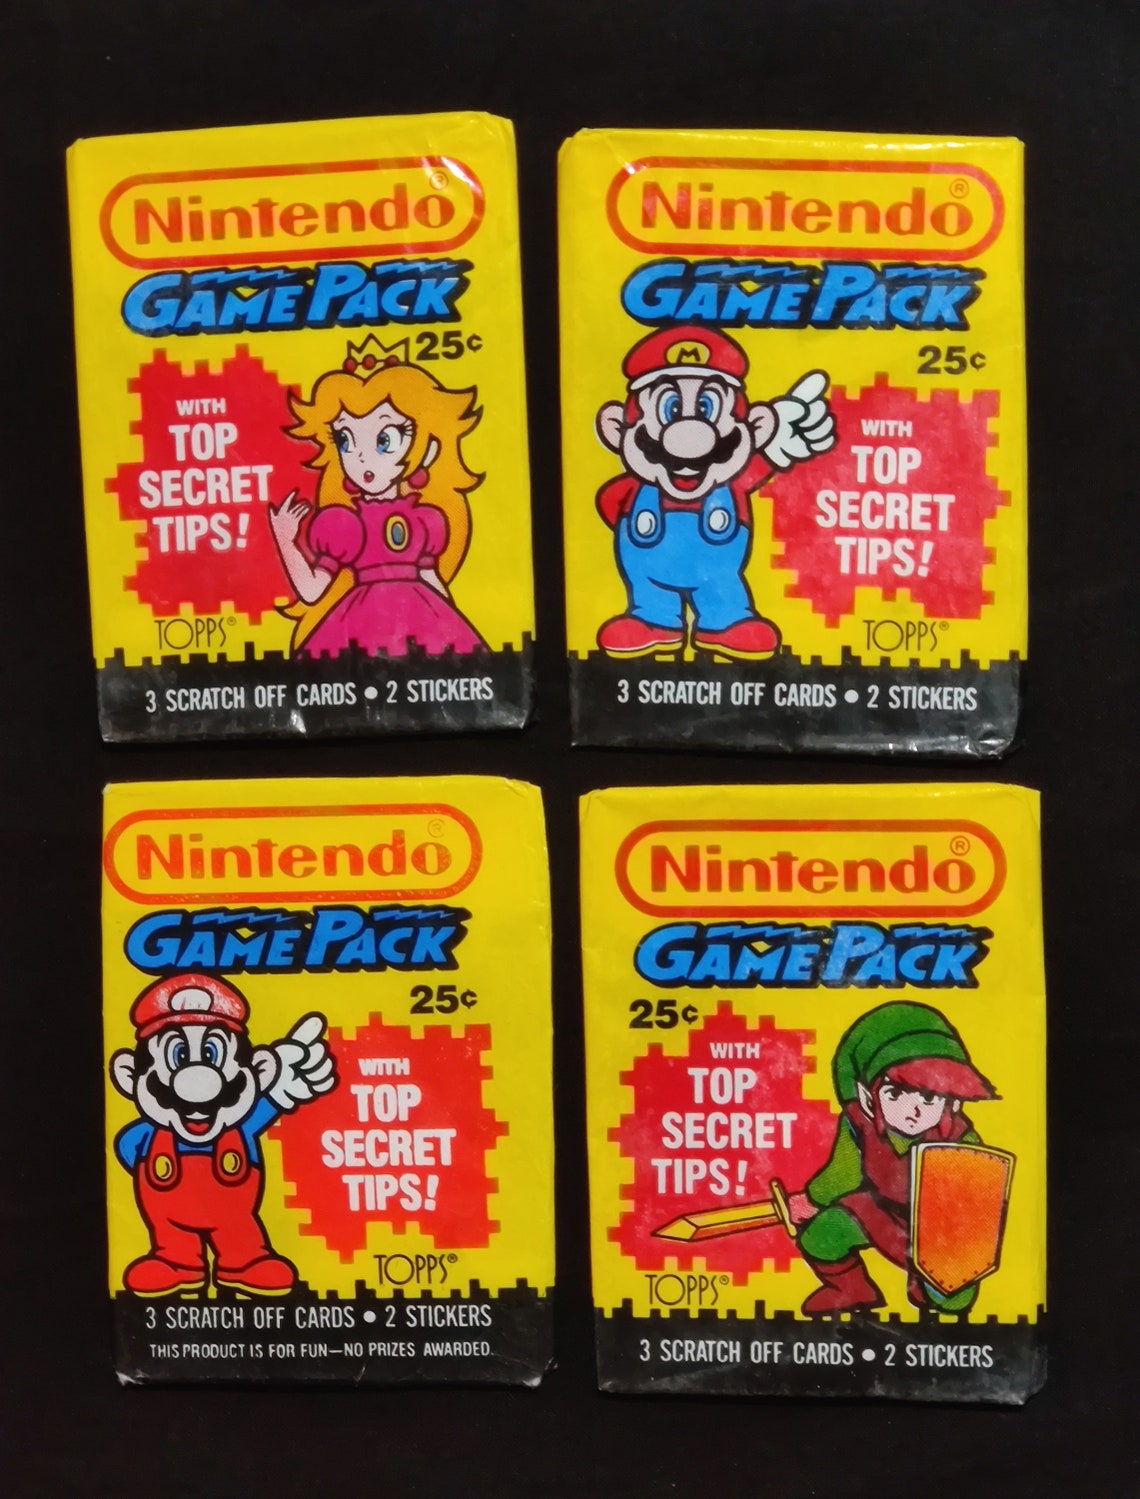 Nintendo®
GAME PACK
25¢
WITH
TOP
SECRET
TIPS!
TOPPS®
3 SCRATCH OFF CARDS • 2 STICKERS
Nintendo®
GAME PACK
M
25¢
WITH
TOP
SECRET
TIPS!
TOPPS®
3 SCRATCH OFF CARDS • 2 STICKERS
Nintendo®
GAME PACK
25¢
WITH
TOP
SECRET
TIPS!
TOPPS®
3 SCRATCH OFF CARDS • 2 STICKERS
THIS PRODUCT IS FOR FUN—NO PRIZES AWARDED.
Nintendo®
GAME PACK
25¢
WITH
TOP
SECRET
TIPS!
TOPPS®
3 SCRATCH OFF CARDS • 2 STICKERS